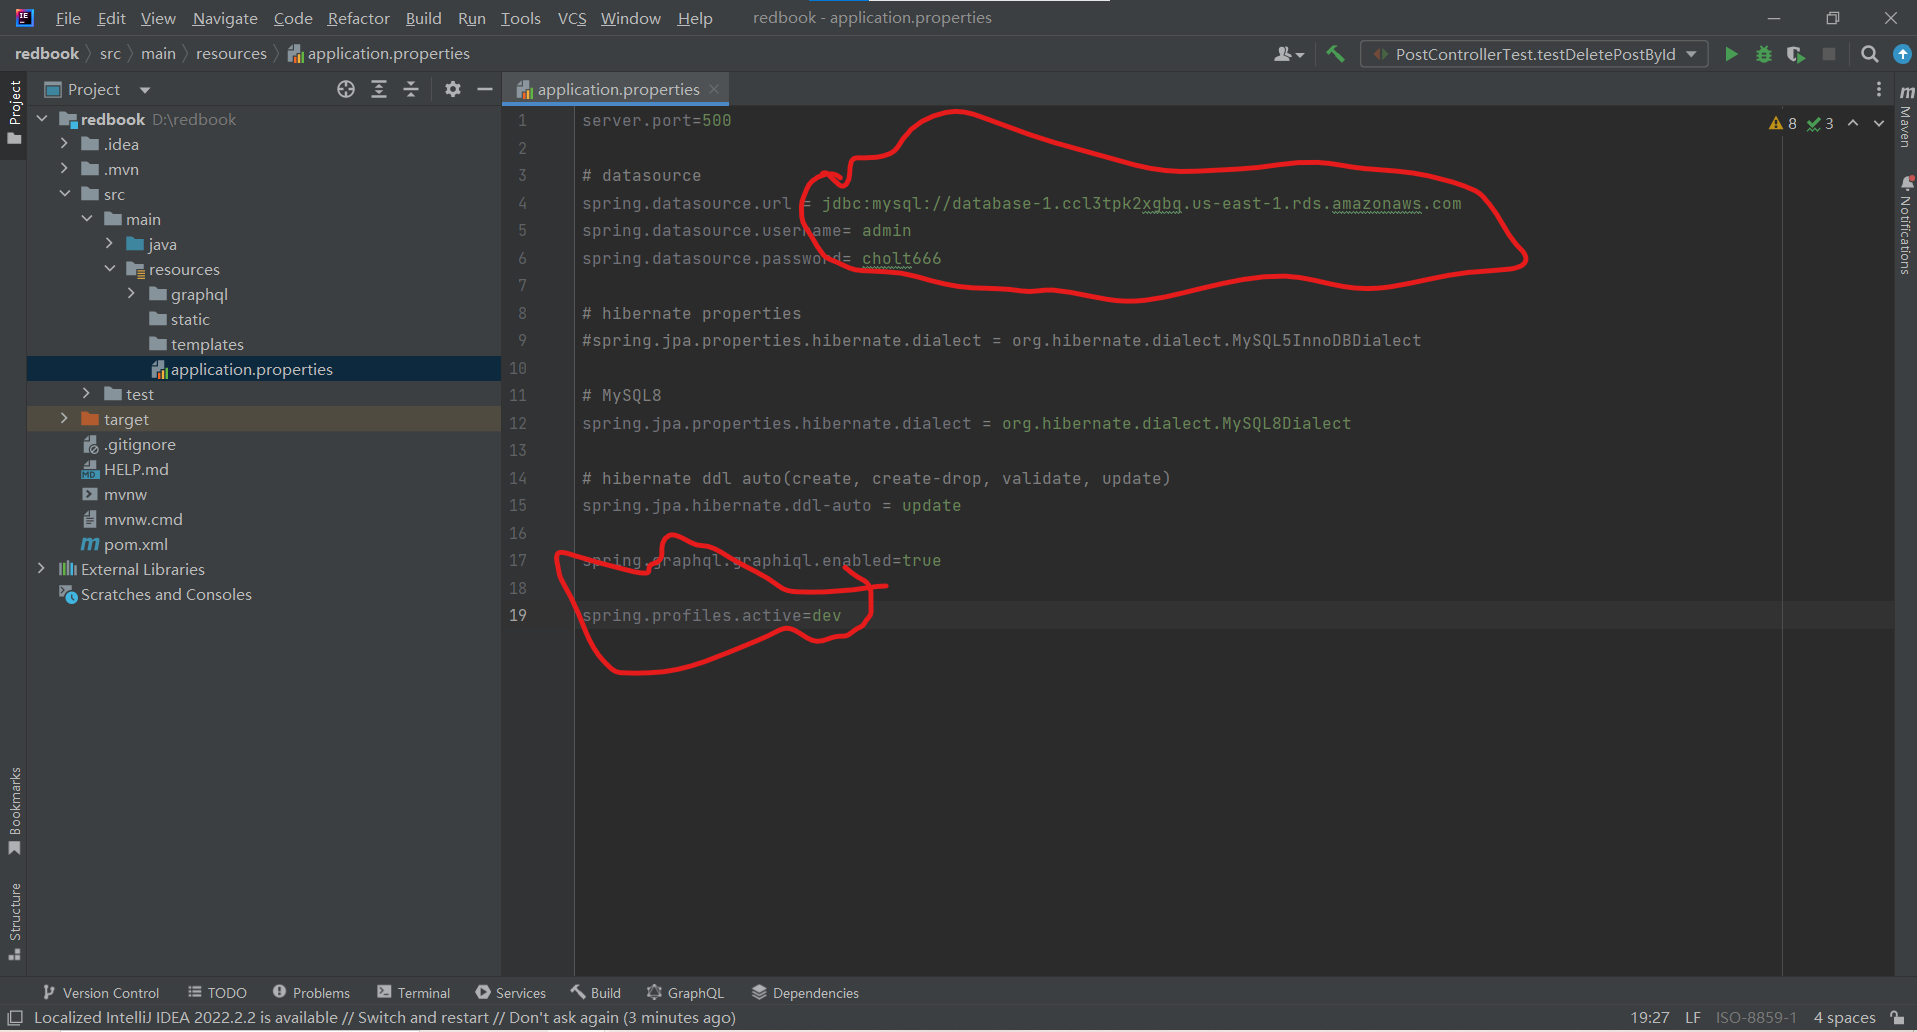 File Edit View Navigate Code Refactor Build Run Tools VCS Window Help redbook - application.properties
redbook src main resources application.properties
PostControllerTest.testDeletePostById
Project
application.properties
redbook D:\redbook
.idea
.mvn
src
main
java
resources
graphql
static
templates
application.properties
test
target
.gitignore
HELP.md
mvnw
mvnw.cmd
pom.xml
External Libraries
Scratches and Consoles
Project
Bookmarks
Structure
8 3
1 server.port=500
2
3 # datasource
4 spring.datasource.url = jdbc:mysql://database-1.ccl3tpk2xgbq.us-east-1.rds.amazonaws.com
5 spring.datasource.username= admin
6 spring.datasource.password= cholt666
7
8 # hibernate properties
9 #spring.jpa.properties.hibernate.dialect = org.hibernate.dialect.MySQL5InnoDBDialect
10
11 # MySQL8
12 spring.jpa.properties.hibernate.dialect = org.hibernate.dialect.MySQL8Dialect
13
14 # hibernate ddl auto(create, create-drop, validate, update)
15 spring.jpa.hibernate.ddl-auto = update
16
17 spring.graphql.graphiql.enabled=true
18
19 spring.profiles.active=dev
Maven
Notifications
Version Control TODO Problems Terminal Services Build GraphQL Dependencies
Localized IntelliJ IDEA 2022.2.2 is available // Switch and restart // Don't ask again (3 minutes ago)
19:27 LF ISO-8859-1 4 spaces